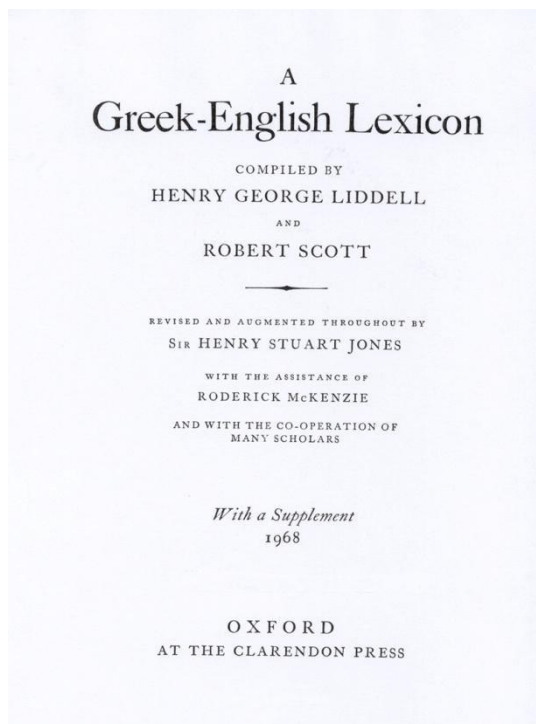 A
Greek-English Lexicon
COMPILED BY
HENRY GEORGE LIDDELL
AND
ROBERT SCOTT
REVISED AND AUGMENTED THROUGHOUT BY
SIR HENRY STUART JONES
WITH THE ASSISTANCE OF
RODERICK McKENZIE
AND WITH THE CO-OPERATION OF
MANY SCHOLARS
With a Supplement
1968
OXFORD
AT THE CLARENDON PRESS